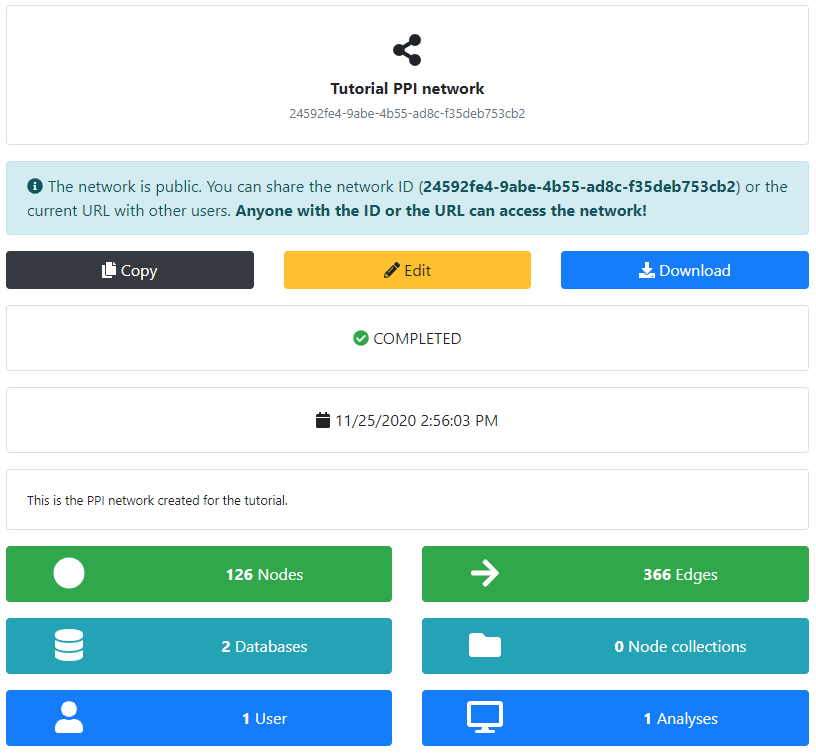 Tutorial PPI network
24592fe4-9abe-4b55-ad8c-f35deb753cb2
The network is public. You can share the network ID (24592fe4-9abe-4b55-ad8c-f35deb753cb2) or the
current URL with other users. Anyone with the ID or the URL can access the network!
Copy
Edit
Download
COMPLETED
11/25/2020 2:56:03 PM
This is the PPI network created for the tutorial.
126 Nodes
366 Edges
2 Databases
0 Node collections
1 User
1 Analyses